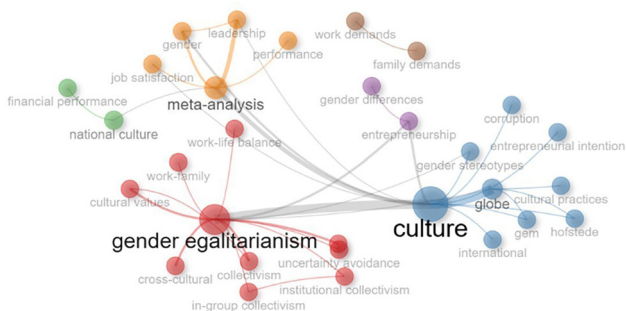 leadership
work demands
gender
performance
family demands
job satisfaction
gender differences
financial performance
meta-analysis
corruption
national culture
entrepreneurship
work-life balance
entrepreneurial intention
gender stereotypes
work-family
cultural values
cultural practices
globe
culture
gem
hofstede
gender egalitarianism
international
uncertainty avoidance
cross-cultural
collectivism
institutional collectivism
in-group collectivism